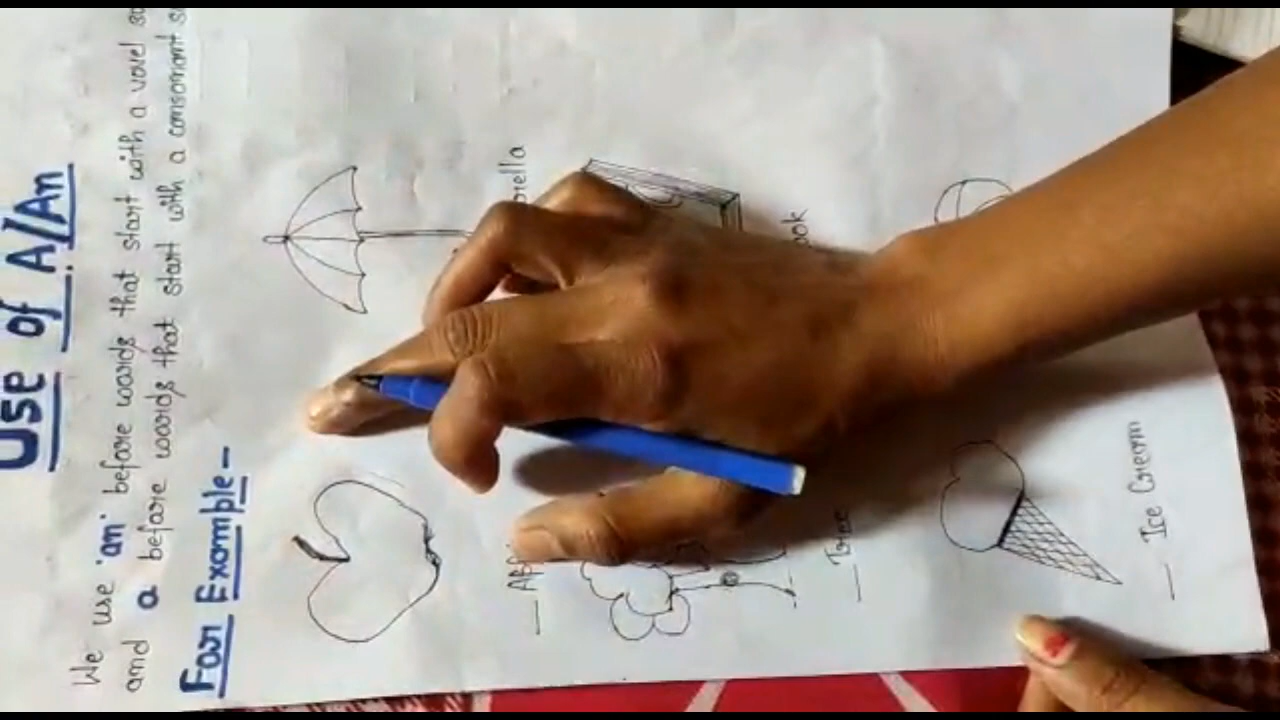 Use of A/An
We use 'an' before words that start with a vowel
and a before words that start with a consonant
For Example -
Tree
Ice Cream